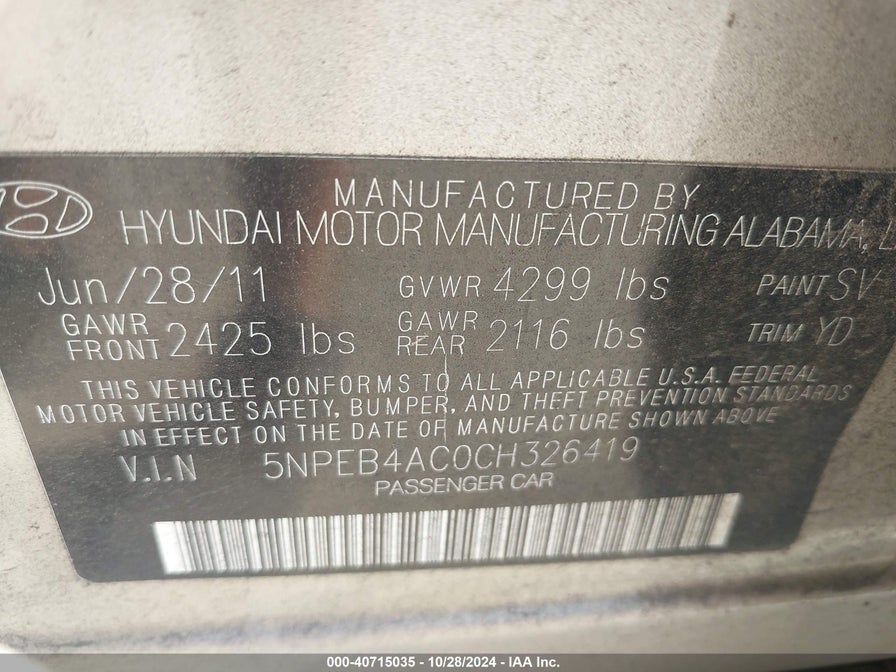 MANUFACTURED BY
HYUNDAI MOTOR MANUFACTURING ALABAMA,
Jun/28/11 GVWR 4299 lbs PAINT SV
GAWR FRONT 2425 lbs GAWR REAR 2116 lbs TRIM YD
THIS VEHICLE CONFORMS TO ALL APPLICABLE U.S.A. FEDERAL
MOTOR VEHICLE SAFETY, BUMPER, AND THEFT PREVENTION STANDARDS
IN EFFECT ON THE DATE OF MANUFACTURE SHOWN ABOVE
V.I.N 5NPEB4AC0CH326419
PASSENGER CAR
000-40715035 - 10/28/2024 - IAA Inc.